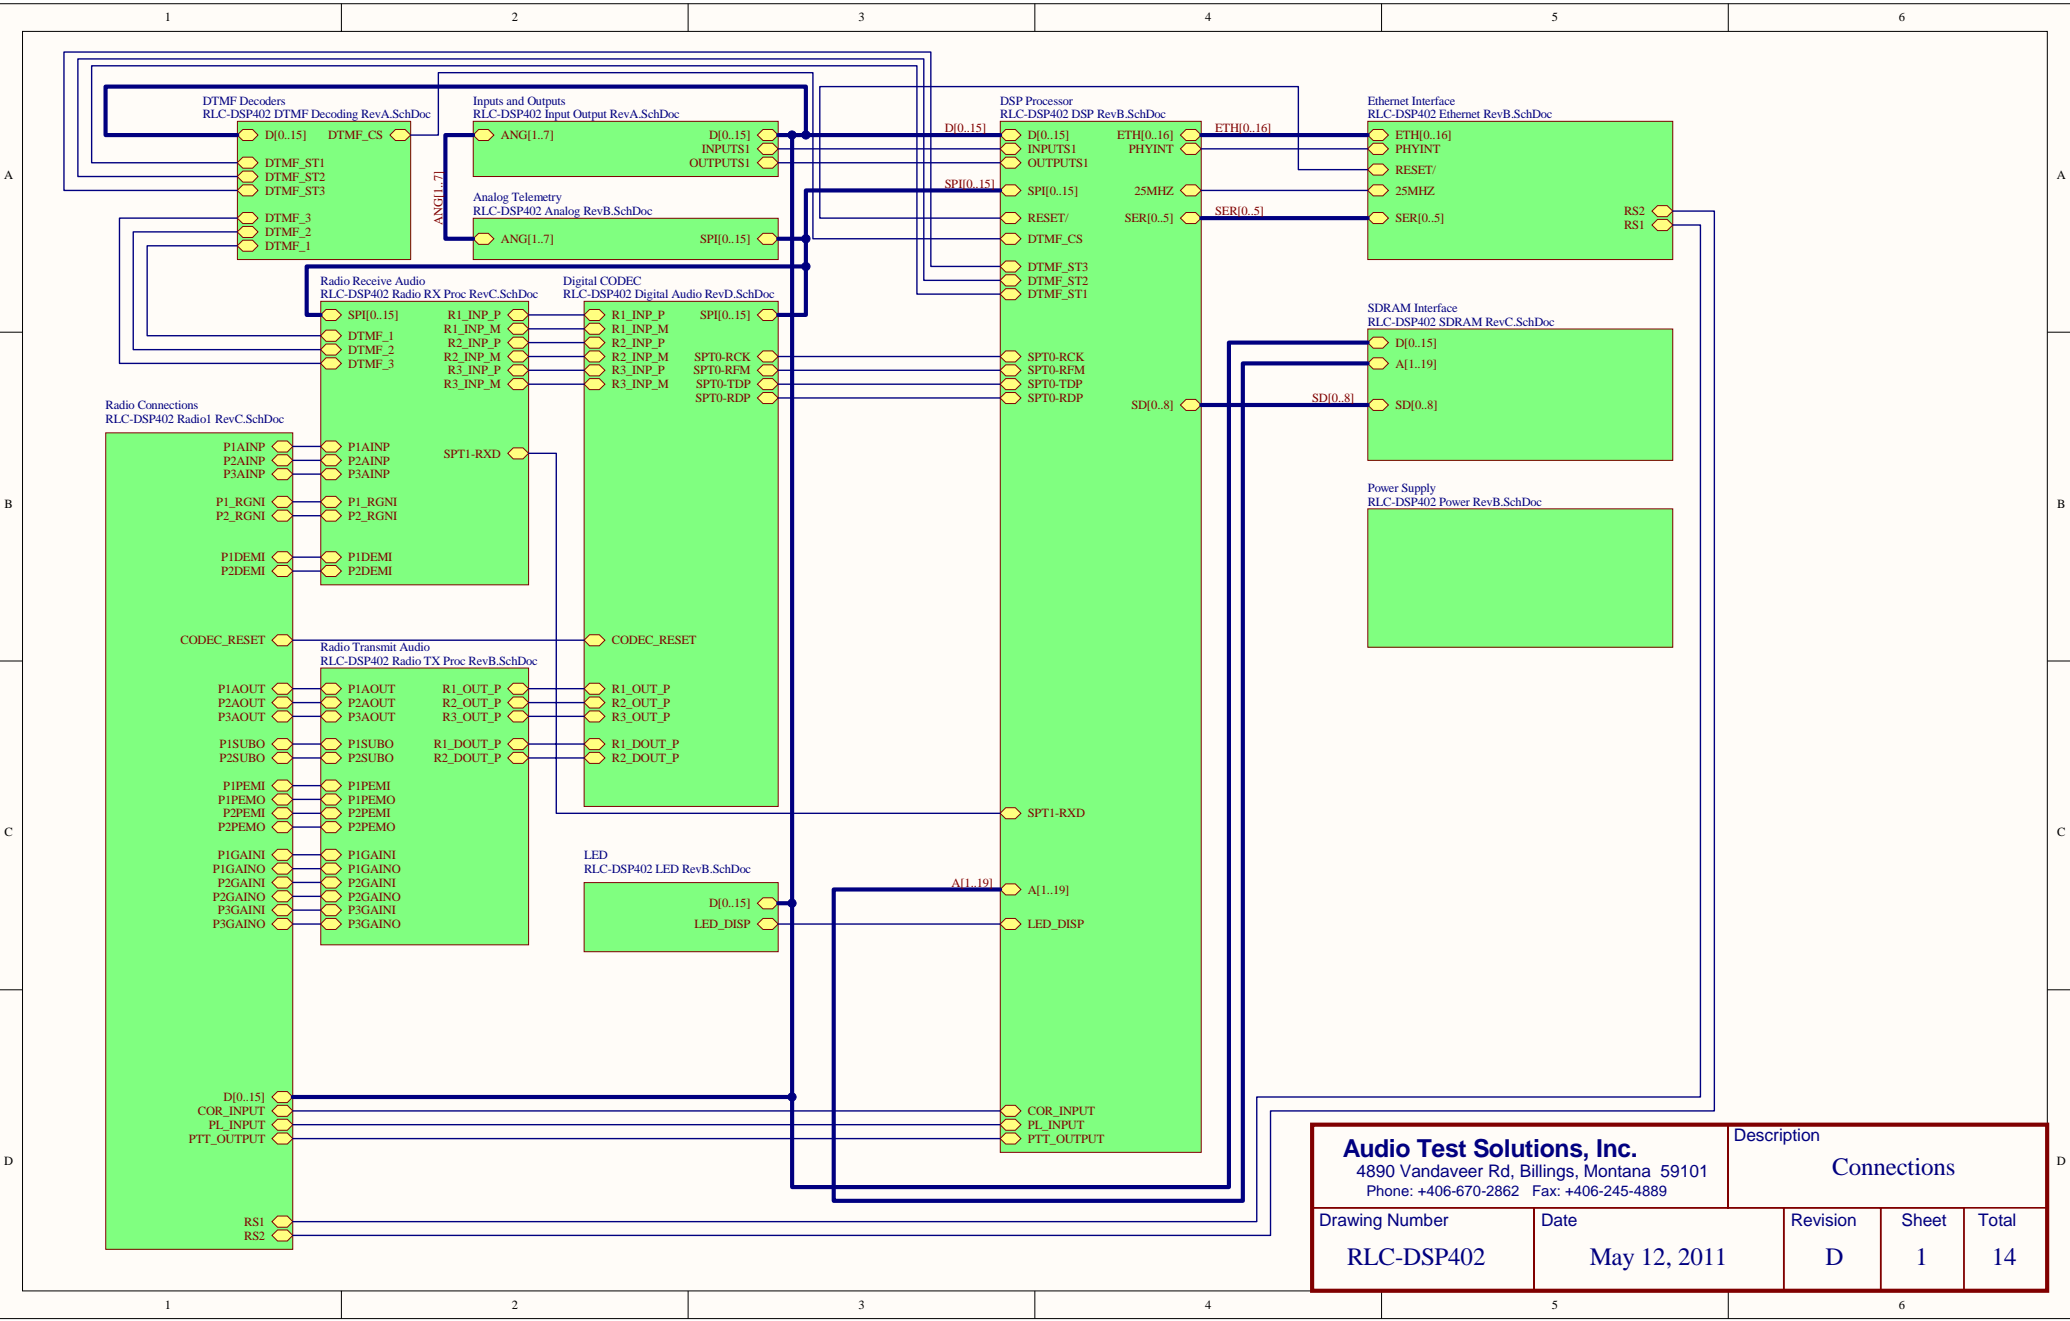 1
2
3
4
5
6
A
A
B
B
C
C
D
D
DTMF Decoders
RLC-DSP402 DTMF Decoding RevA.SchDoc
D[0..15]
DTMF_CS
DTMF_ST1
DTMF_ST2
DTMF_ST3
DTMF_3
DTMF_2
DTMF_1
Inputs and Outputs
RLC-DSP402 Input Output RevA.SchDoc
ANG[1..7]
D[0..15]
INPUTS1
OUTPUTS1
ANG[1..7]
Analog Telemetry
RLC-DSP402 Analog RevB.SchDoc
ANG[1..7]
SPI[0..15]
Radio Receive Audio
RLC-DSP402 Radio RX Proc RevC.SchDoc
SPI[0..15]
DTMF_1
DTMF_2
DTMF_3
R1_INP_P
R1_INP_M
R2_INP_P
R2_INP_M
R3_INP_P
R3_INP_M
P1AINP
P2AINP
P3AINP
SPT1-RXD
P1_RGNI
P2_RGNI
P1DEMI
P2DEMI
Digital CODEC
RLC-DSP402 Digital Audio RevD.SchDoc
R1_INP_P
R1_INP_M
R2_INP_P
R2_INP_M
R3_INP_P
R3_INP_M
SPI[0..15]
SPT0-RCK
SPT0-RFM
SPT0-TDP
SPT0-RDP
CODEC_RESET
R1_OUT_P
R2_OUT_P
R3_OUT_P
R1_DOUT_P
R2_DOUT_P
Radio Connections
RLC-DSP402 Radio1 RevC.SchDoc
P1AINP
P2AINP
P3AINP
P1_RGNI
P2_RGNI
P1DEMI
P2DEMI
CODEC_RESET
P1AOUT
P2AOUT
P3AOUT
P1SUBO
P2SUBO
P1PEMI
P1PEMO
P2PEMI
P2PEMO
P1GAINI
P1GAINO
P2GAINI
P2GAINO
P3GAINI
P3GAINO
D[0..15]
COR_INPUT
PL_INPUT
PTT_OUTPUT
RS1
RS2
Radio Transmit Audio
RLC-DSP402 Radio TX Proc RevB.SchDoc
P1AOUT
P2AOUT
P3AOUT
P1SUBO
P2SUBO
P1PEMI
P1PEMO
P2PEMI
P2PEMO
P1GAINI
P1GAINO
P2GAINI
P2GAINO
P3GAINI
P3GAINO
R1_OUT_P
R2_OUT_P
R3_OUT_P
R1_DOUT_P
R2_DOUT_P
LED
RLC-DSP402 LED RevB.SchDoc
D[0..15]
LED_DISP
DSP Processor
RLC-DSP402 DSP RevB.SchDoc
D[0..15]
SPI[0..15]
A[1..19]
D[0..15]
INPUTS1
OUTPUTS1
SPI[0..15]
RESET/
DTMF_CS
DTMF_ST3
DTMF_ST2
DTMF_ST1
SPT0-RCK
SPT0-RFM
SPT0-TDP
SPT0-RDP
SPT1-RXD
A[1..19]
LED_DISP
COR_INPUT
PL_INPUT
PTT_OUTPUT
ETH[0..16]
PHYINT
25MHZ
SER[0..5]
SD[0..8]
ETH[0..16]
SER[0..5]
SD[0..8]
Ethernet Interface
RLC-DSP402 Ethernet RevB.SchDoc
ETH[0..16]
PHYINT
RESET/
25MHZ
SER[0..5]
RS2
RS1
SDRAM Interface
RLC-DSP402 SDRAM RevC.SchDoc
D[0..15]
A[1..19]
SD[0..8]
Power Supply
RLC-DSP402 Power RevB.SchDoc
Audio Test Solutions, Inc.
4890 Vandaveer Rd, Billings, Montana 59101
Phone: +406-670-2862 Fax: +406-245-4889
Description
Connections
Drawing Number
RLC-DSP402
Date
May 12, 2011
Revision
D
Sheet
1
Total
14
1
2
3
4
5
6